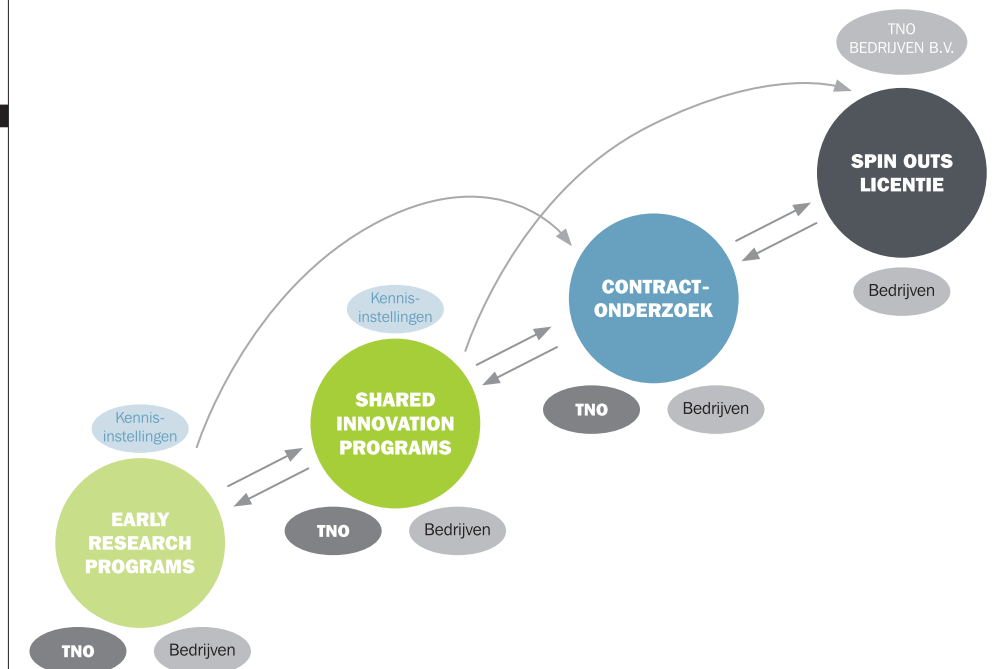 TNO
BEDRIJVEN B.V.
SPIN OUTS
LICENTIE
Bedrijven
CONTRACT-
ONDERZOEK
TNO
Bedrijven
Kennis-
instellingen
SHARED
INNOVATION
PROGRAMS
TNO
Bedrijven
Kennis-
instellingen
EARLY
RESEARCH
PROGRAMS
TNO
Bedrijven